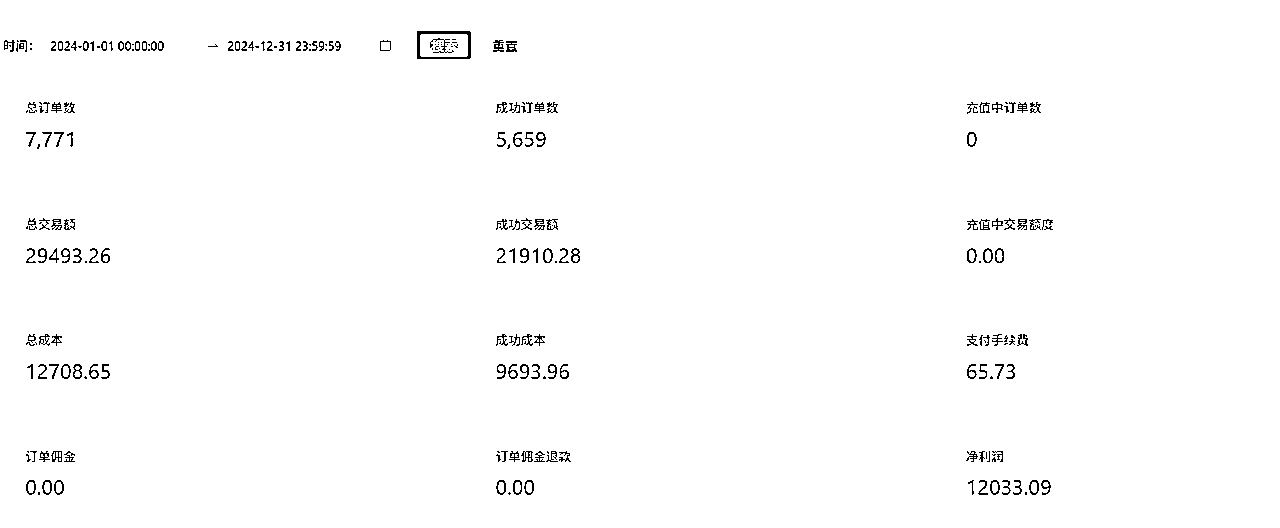 时间： 2024-01-01 00:00:00 → 2024-12-31 23:59:59 重置
总订单数 成功订单数 充值中订单数
7,771 5,659 0
总交易额 成功交易额 充值中交易额度
29493.26 21910.28 0.00
总成本 成功成本 支付手续费
12708.65 9693.96 65.73
订单佣金 订单佣金退款 净利润
0.00 0.00 12033.09